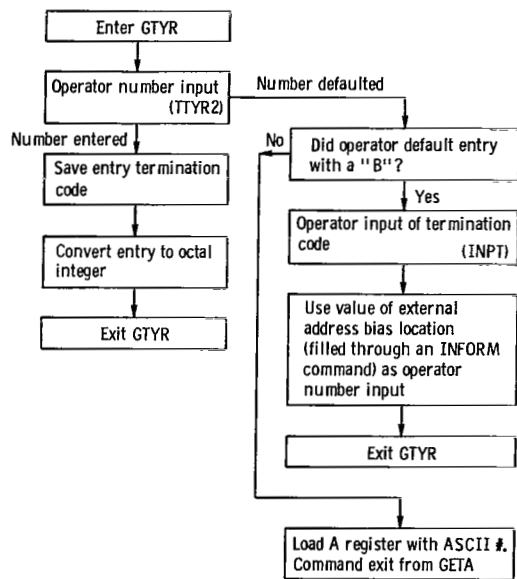 Enter GTYR
Operator number input
(TTYR2)
Number defaulted
Number entered
Save entry termination
code
Convert entry to octal
integer
Exit GTYR
No
Did operator default entry
with a "B"?
Yes
Operator input of termination
code
(INPT)
Use value of external
address bias location
(filled through an INFORM
command) as operator
number input
Exit GTYR
Load A register with ASCII #.
Command exit from GETA